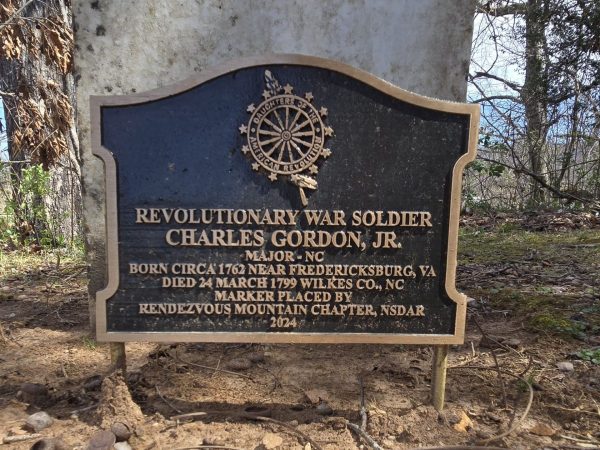 DAUGHTERS OF THE
AMERICAN REVOLUTION
REVOLUTIONARY WAR SOLDIER
CHARLES GORDON, JR.
MAJOR - NC
BORN CIRCA 1762 NEAR FREDERICKSBURG, VA
DIED 24 MARCH 1799 WILKES CO., NC
MARKER PLACED BY
RENDEZVOUS MOUNTAIN CHAPTER, NSDAR
2024